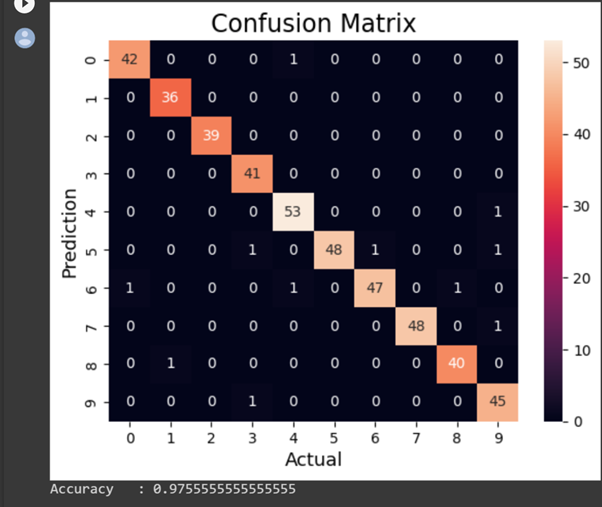 Confusion Matrix
0 42 0 0 0 1 0 0 0 0 0
1 0 36 0 0 0 0 0 0 0 0
2 0 0 39 0 0 0 0 0 0 0
3 0 0 0 41 0 0 0 0 0 0
4 0 0 0 0 53 0 0 0 0 1
5 0 0 0 1 0 48 1 0 0 1
6 1 0 0 0 1 0 47 0 1 0
7 0 0 0 0 0 0 0 48 0 1
8 0 1 0 0 0 0 0 0 40 0
9 0 0 0 1 0 0 0 0 0 45
0 1 2 3 4 5 6 7 8 9
Prediction
Actual
50
40
30
20
10
0
Accuracy : 0.9755555555555555